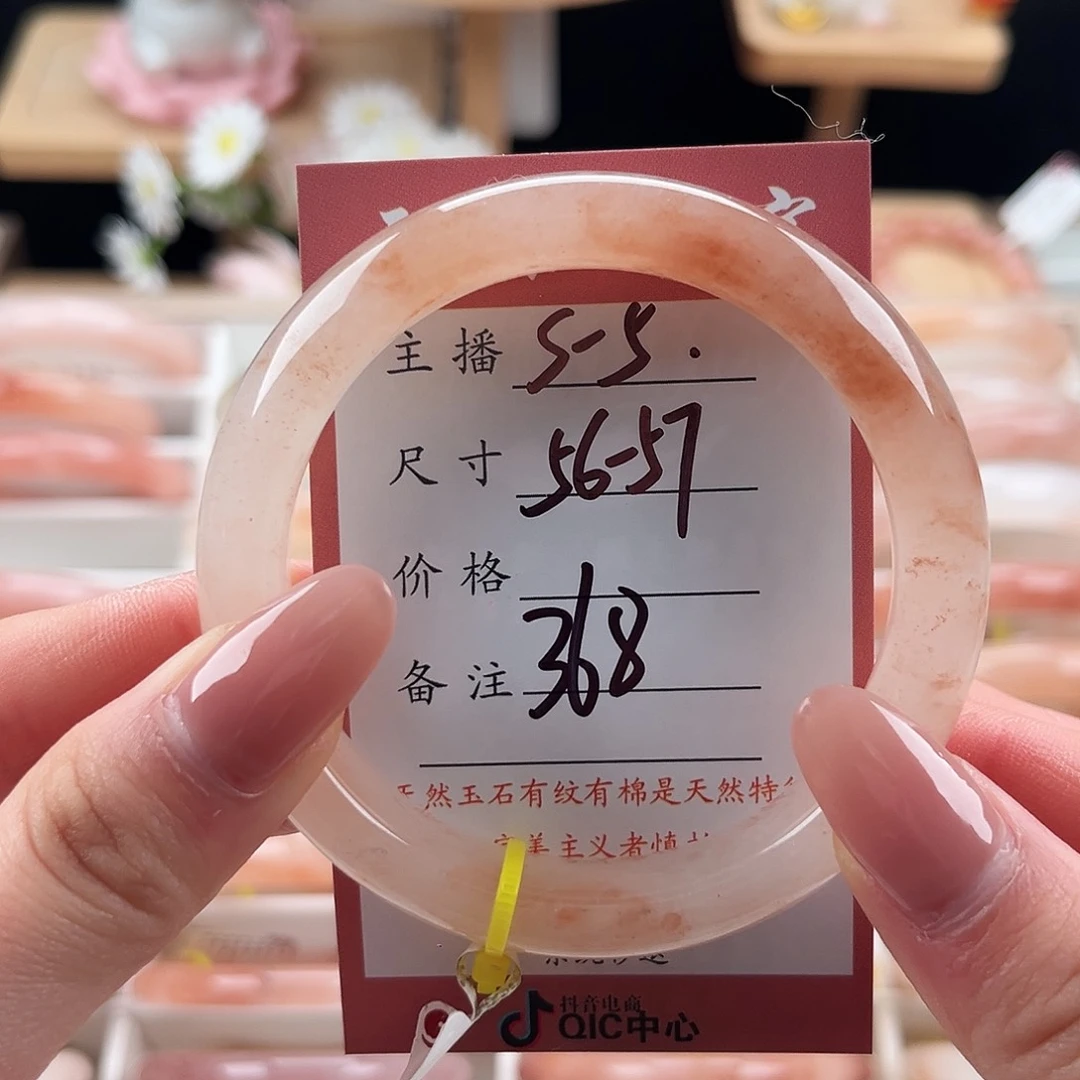 主播 5-5.
尺寸 56-57
价格
备注 368
天然玉石有纹有棉是天然特
完美主义者慎
抖音电商
QIC中心